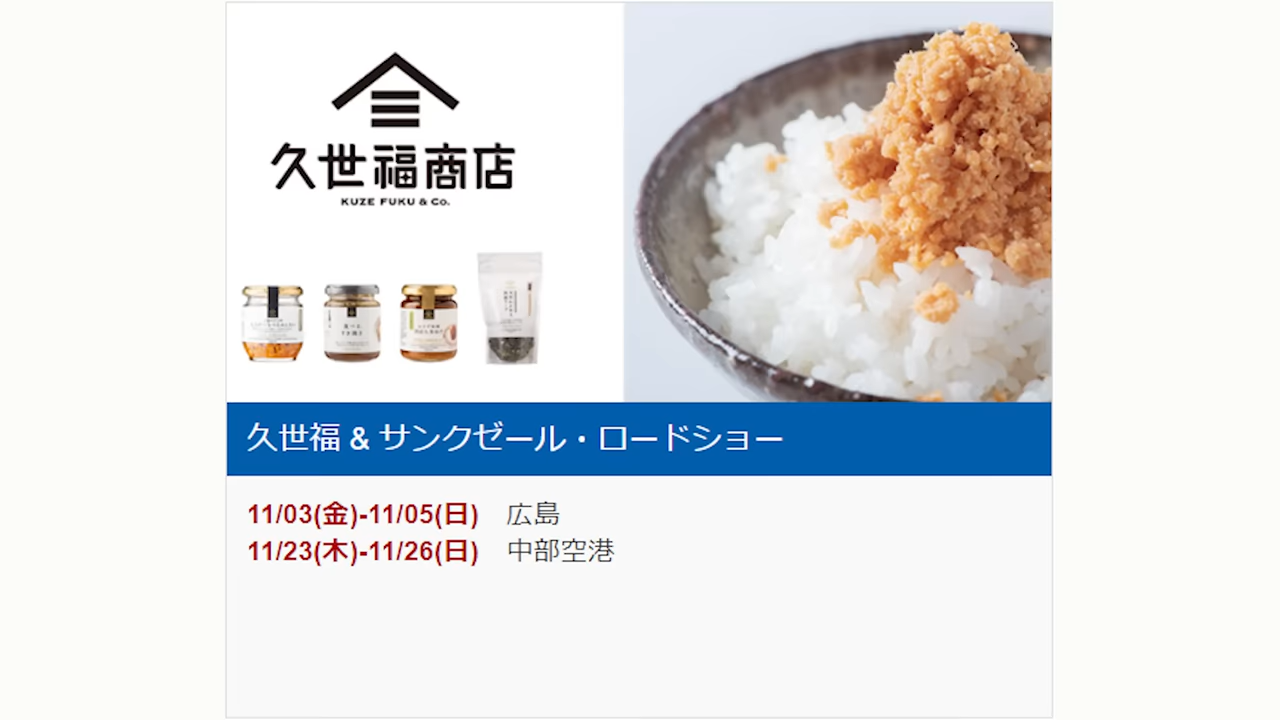 久世福商店
KUZE FUKU & Co.
久世福 & サンクゼール・ロードショー
11/03(金)-11/05(日) 広島
11/23(木)-11/26(日) 中部空港